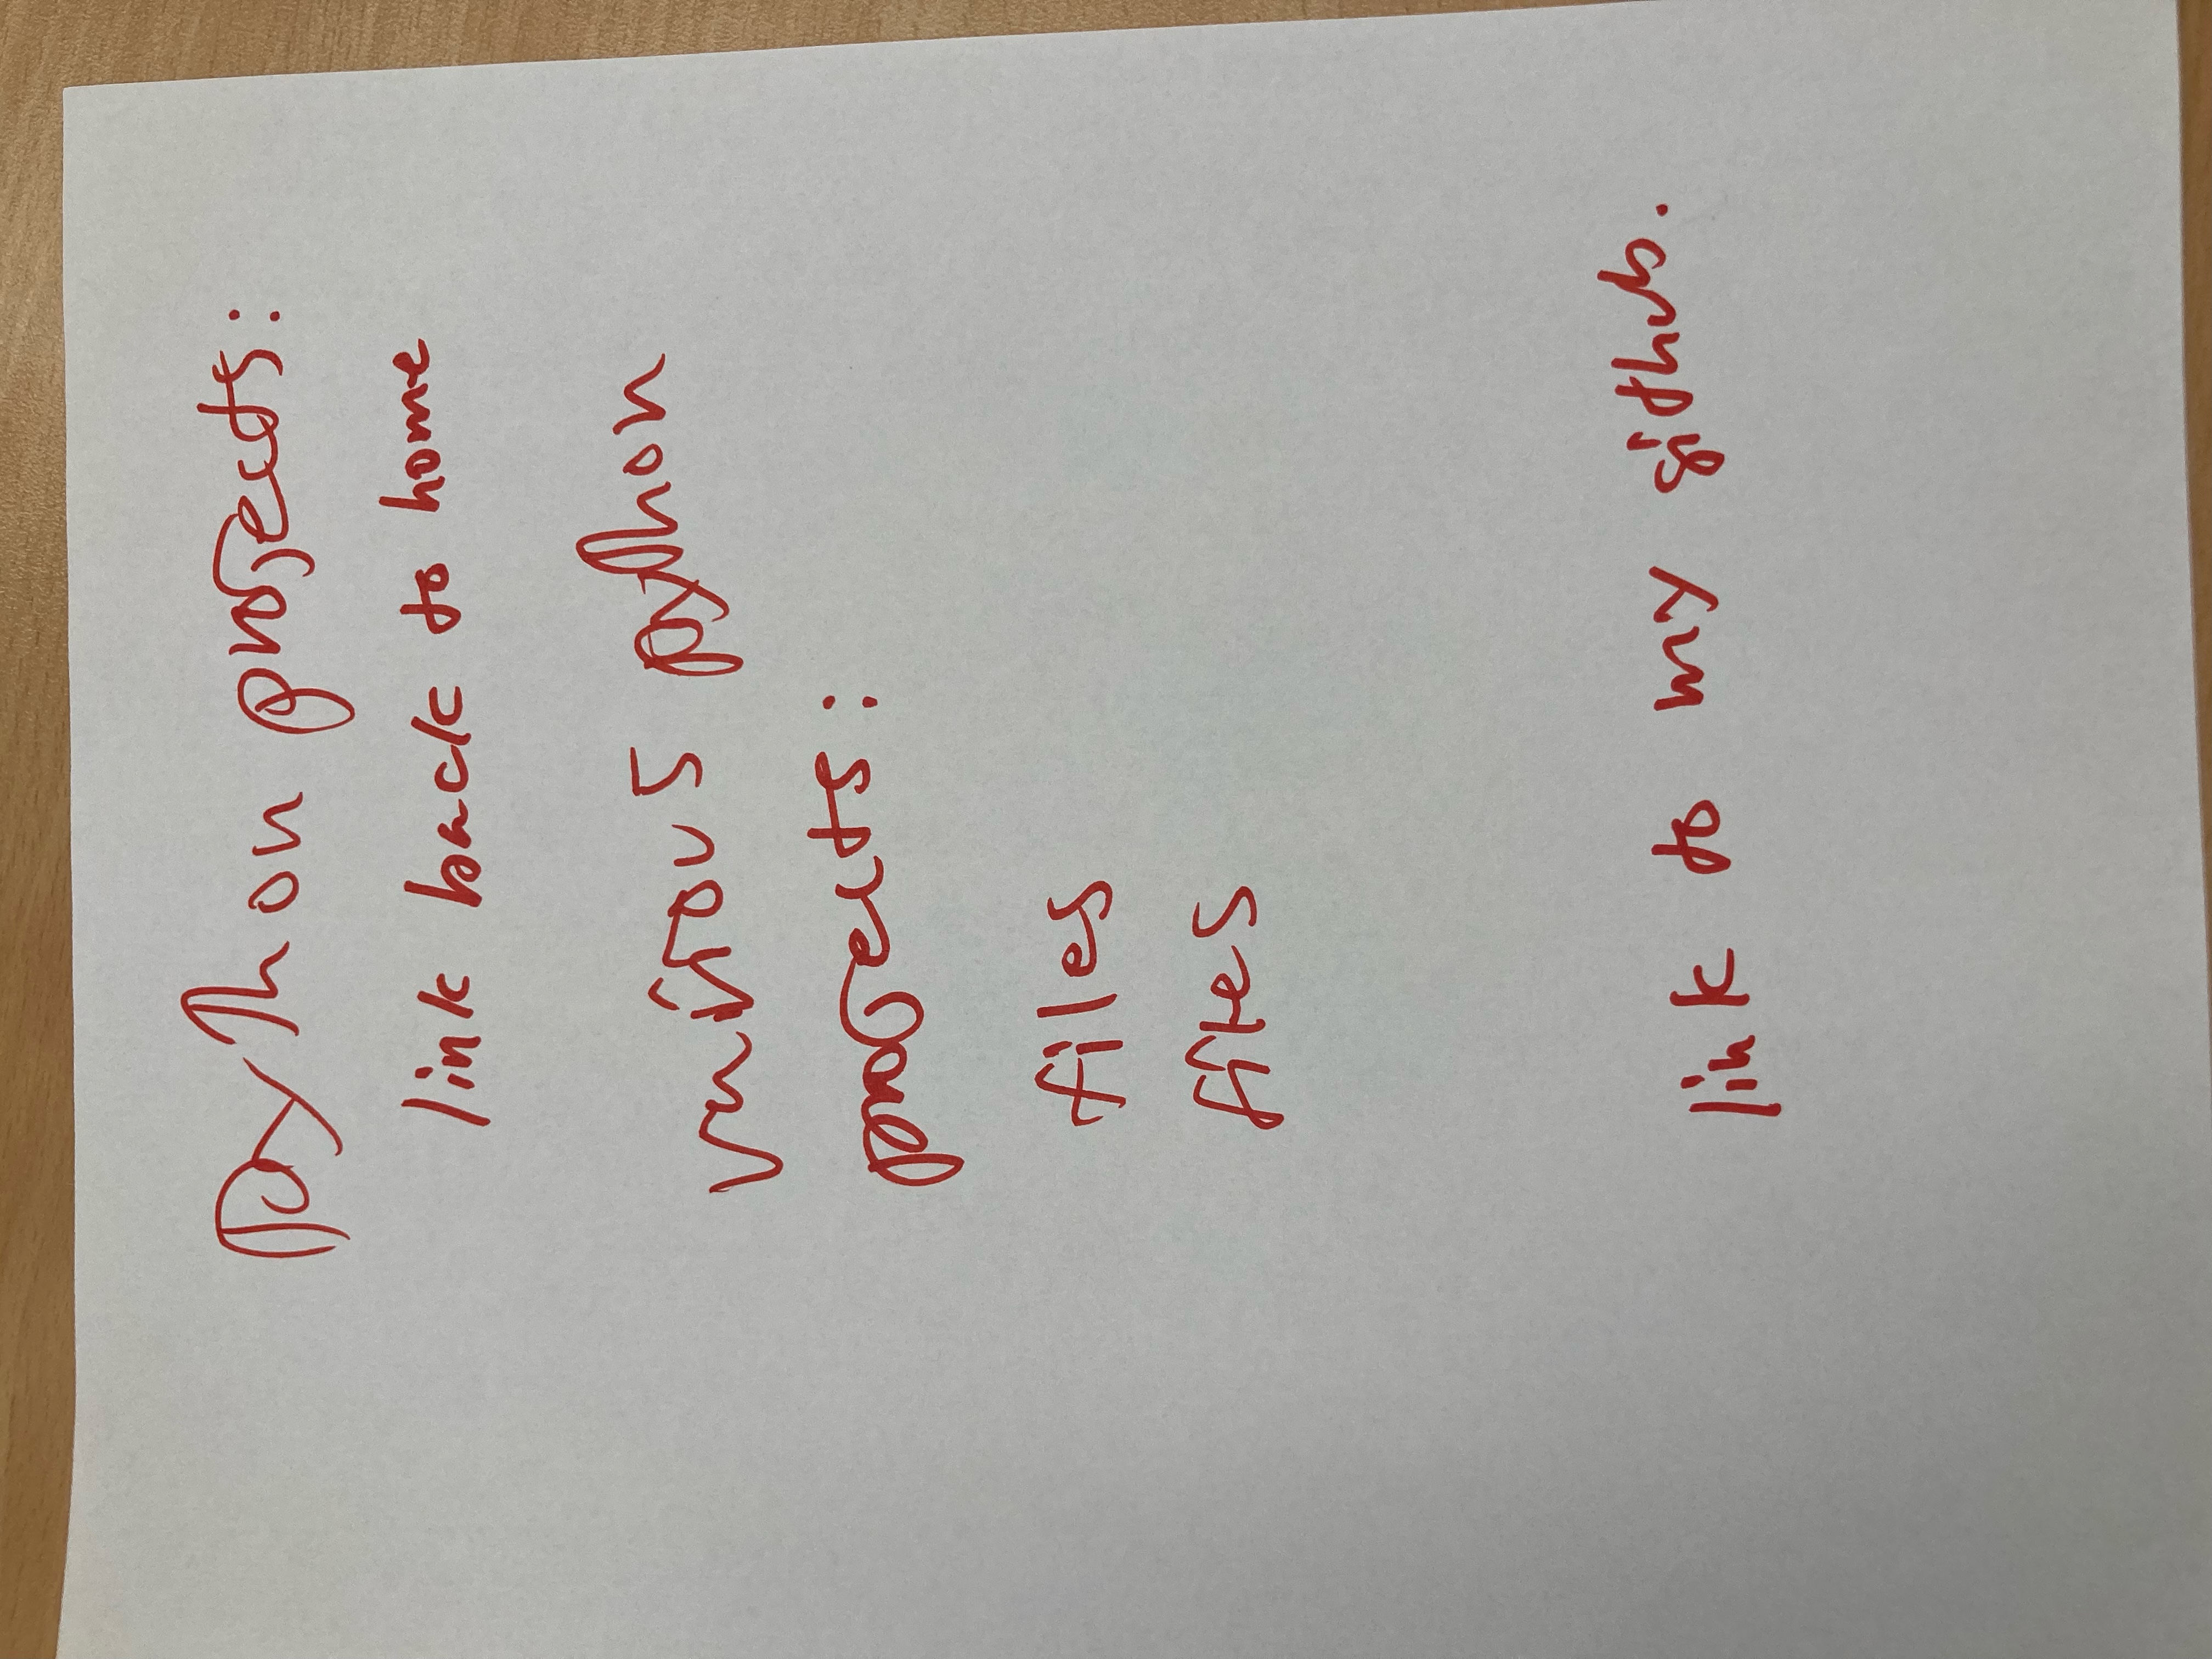 Python projects:
link back to home
various python
projects:
files
files
link to my github.